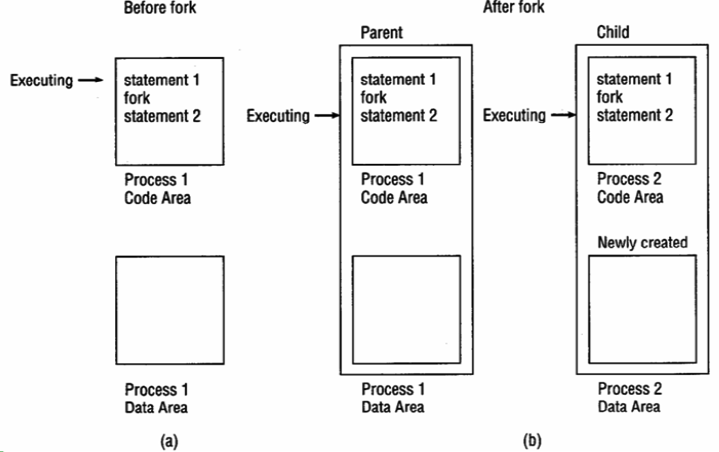 Before fork
After fork
Parent
Child
Executing
statement 1
fork
statement 2
Executing
statement 1
fork
statement 2
Executing
statement 1
fork
statement 2
Process 1
Code Area
Process 1
Code Area
Process 2
Code Area
Newly created
Process 1
Data Area
Process 1
Data Area
Process 2
Data Area
(a)
(b)